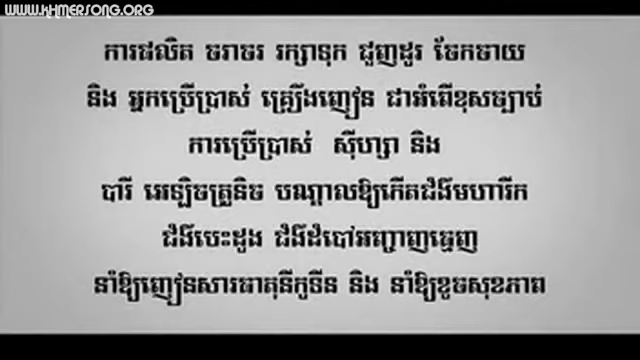 WWW.KHMERSONG.ORG
ការផលិត ចរាចរ រក្សាទុក ជួញដូរ ចែកចាយ
និង អ្នកប្រើប្រាស់ គ្រឿងញៀន ជាអំពើខុសច្បាប់
ការប្រើប្រាស់ ស៊ីហ្សា និង
បារី អេឡិចត្រូនិច បណ្តាលឱ្យកើតជំងឺមហារីក
ជំងឺបេះដូង ជំងឺដំបៅអញ្ចាញធ្មេញ
នាំឱ្យញៀនសារធាតុនីកូទីន និង នាំឱ្យខូចសុខភាព